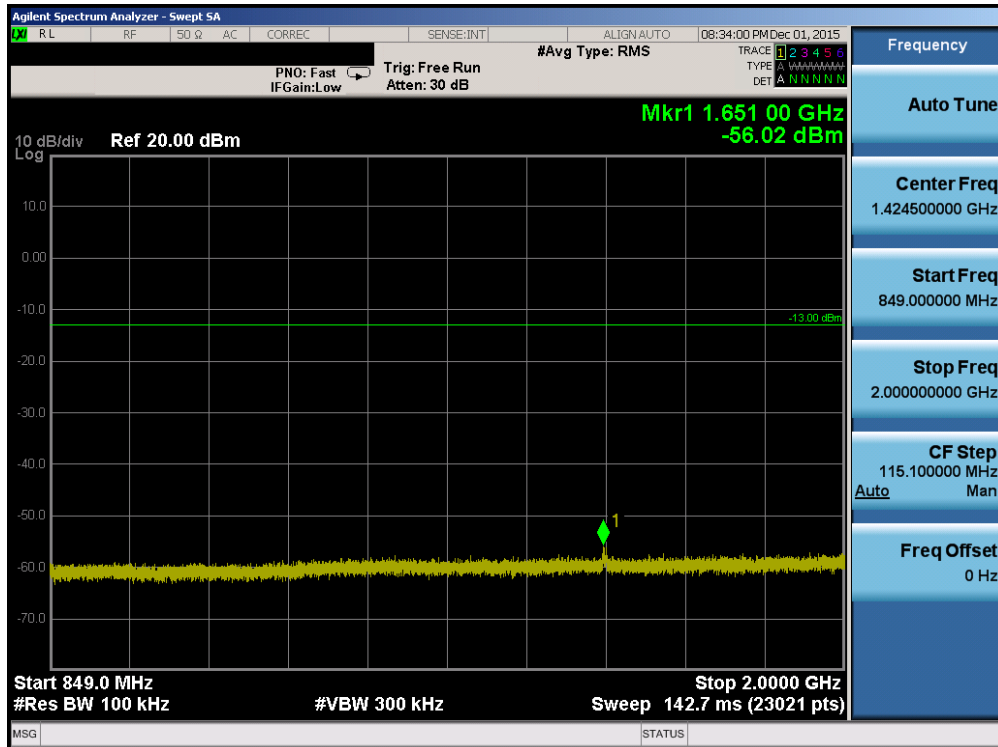 Agilent Spectrum Analyzer - Swept SA
LXI RL RF 50 Ω AC CORREC SENSE:INT ALIGNAUTO 08:34:00 PM Dec 01, 2015
#Avg Type: RMS TRACE 1 2 3 4 5 6
PNO: Fast Trig: Free Run TYPE A WWWWW
IFGain:Low Atten: 30 dB DET A N N N N N
Mkr1 1.651 00 GHz
-56.02 dBm
10 dB/div Ref 20.00 dBm
Log
10.0
0.00
-10.0
-13.00 dBm
-20.0
-30.0
-40.0
-50.0
1
-60.0
-70.0
Start 849.0 MHz Stop 2.0000 GHz
#Res BW 100 kHz #VBW 300 kHz Sweep 142.7 ms (23021 pts)
MSG STATUS
Frequency
Auto Tune
Center Freq
1.424500000 GHz
Start Freq
849.000000 MHz
Stop Freq
2.000000000 GHz
CF Step
115.100000 MHz
Auto Man
Freq Offset
0 Hz